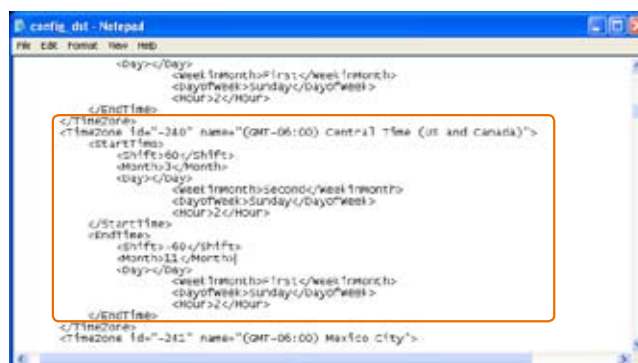 config_dst - Notepad
File Edit Format View Help
<Day></Day>
<WeekInMonth>First</WeekInMonth>
<DayofWeek>Sunday</DayofWeek>
<Hour>2</Hour>
</EndTime>
</TimeZone>
<TimeZone id="-240" name="(GMT-06:00) Central Time (US and Canada)">
<StartTime>
<Shift>60</Shift>
<Month>3</Month>
<Day></Day>
<WeekInMonth>Second</WeekInMonth>
<DayofWeek>Sunday</DayofWeek>
<Hour>2</Hour>
</StartTime>
<EndTime>
<Shift>-60</Shift>
<Month>11</Month>
<Day></Day>
<WeekInMonth>First</WeekInMonth>
<DayofWeek>Sunday</DayofWeek>
<Hour>2</Hour>
</EndTime>
</TimeZone>
<TimeZone id="-241" name="(GMT-06:00) Mexico City">